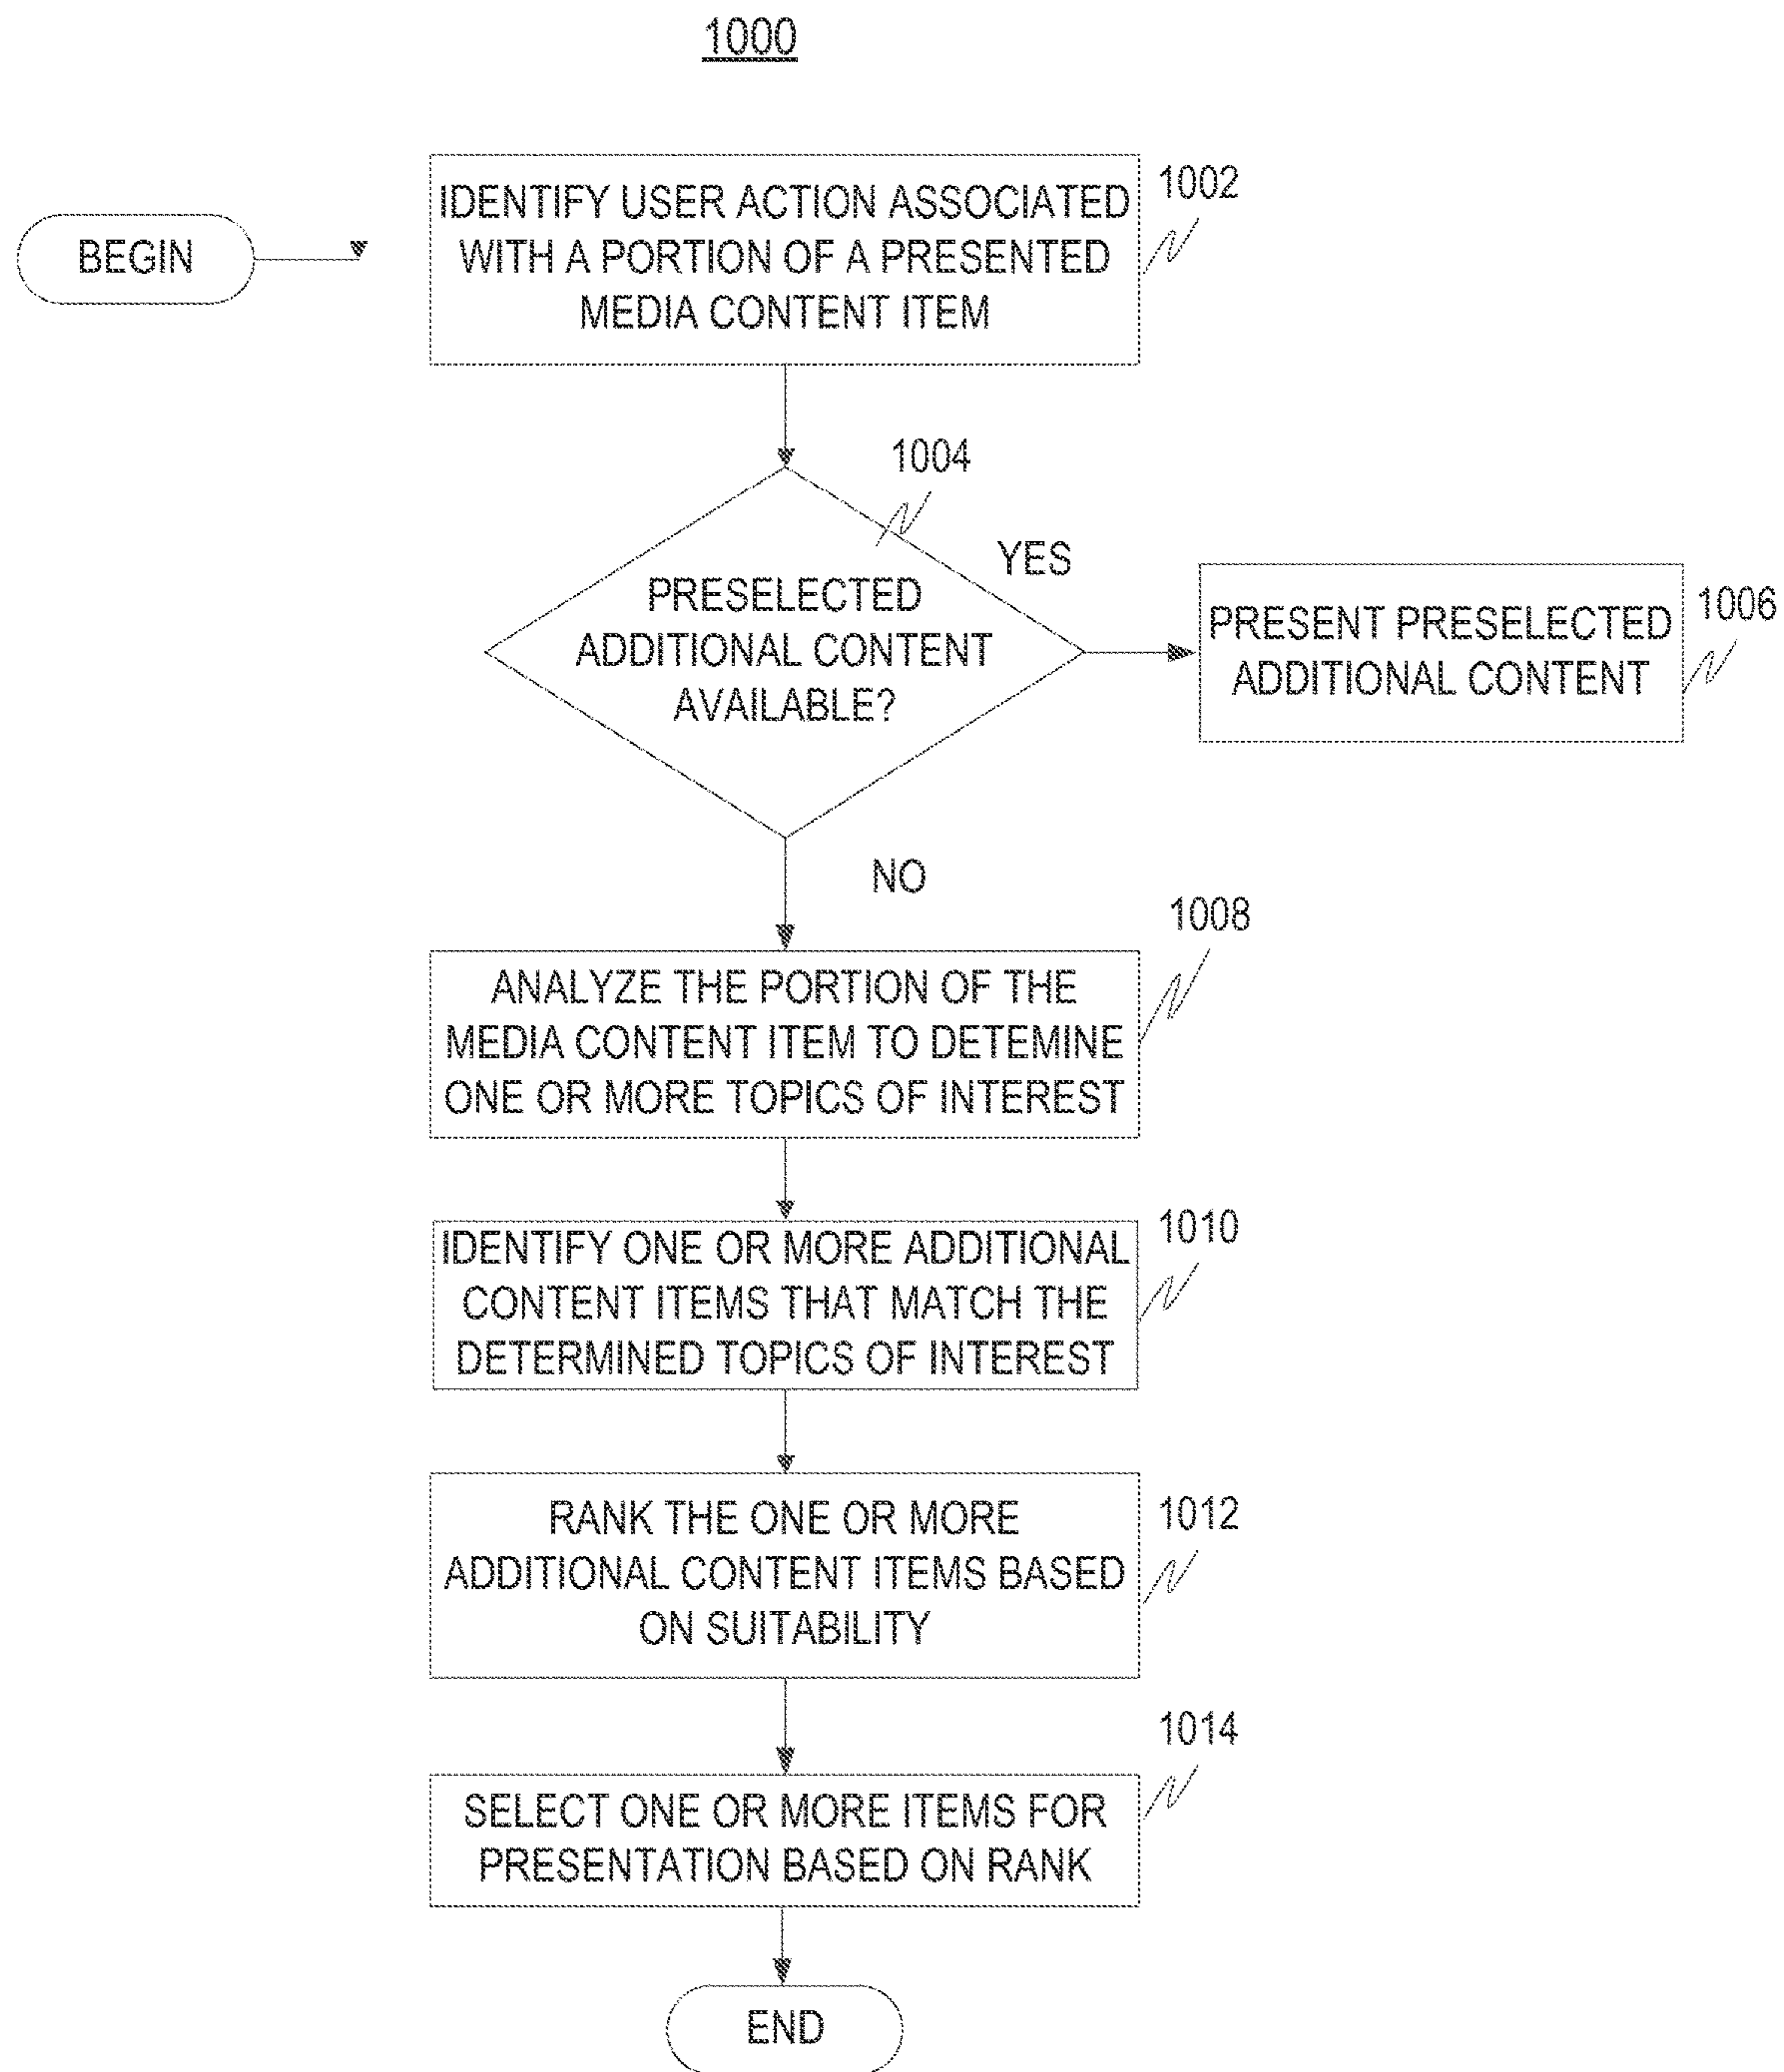 1000
BEGIN
IDENTIFY USER ACTION ASSOCIATED
WITH A PORTION OF A PRESENTED
MEDIA CONTENT ITEM
1002
1004
PRESELECTED
ADDITIONAL CONTENT
AVAILABLE?
YES
PRESENT PRESELECTED
ADDITIONAL CONTENT
1006
NO
1008
ANALYZE THE PORTION OF THE
MEDIA CONTENT ITEM TO DETEMINE
ONE OR MORE TOPICS OF INTEREST
1010
IDENTIFY ONE OR MORE ADDITIONAL
CONTENT ITEMS THAT MATCH THE
DETERMINED TOPICS OF INTEREST
1012
RANK THE ONE OR MORE
ADDITIONAL CONTENT ITEMS BASED
ON SUITABILITY
1014
SELECT ONE OR MORE ITEMS FOR
PRESENTATION BASED ON RANK
END